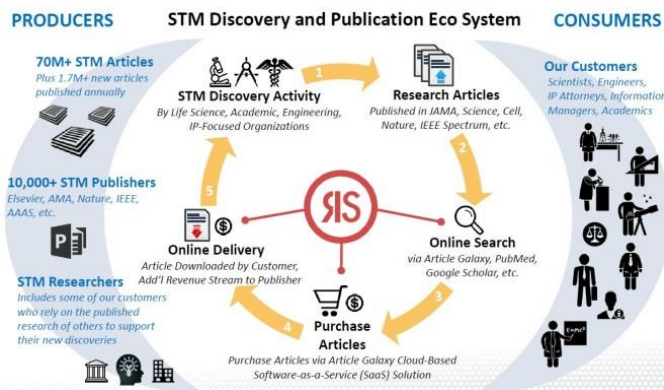 PRODUCERS
STM Discovery and Publication Eco System
CONSUMERS
70M+ STM Articles
Plus 1.7M+ new articles
published annually
10,000+ STM Publishers
Elsevier, AMA, Nature, IEEE,
AAAS, etc.
STM Researchers
Includes some of our customers
who rely on the published
research of others to support
their new discoveries
STM Discovery Activity
By Life Science, Academic, Engineering,
IP-Focused Organizations
1
Research Articles
Published in JAMA, Science, Cell,
Nature, IEEE Spectrum, etc.
2
Online Search
via Article Galaxy, PubMed,
Google Scholar, etc.
3
$
Purchase
Articles
Purchase Articles via Article Galaxy Cloud-Based
Software-as-a-Service (SaaS) Solution
4
$
Online Delivery
Article Downloaded by Customer,
Add'l Revenue Stream to Publisher
5
RS
P
Our Customers
Scientists, Engineers,
IP Attorneys, Information
Managers, Academics
E=mc²